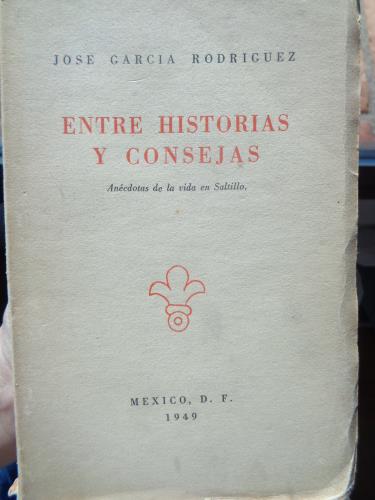 JOSE GARCIA RODRIGUEZ
ENTRE HISTORIAS
Y CONSEJAS
Anécdotas de la vida en Saltillo.
MEXICO, D. F.
1949